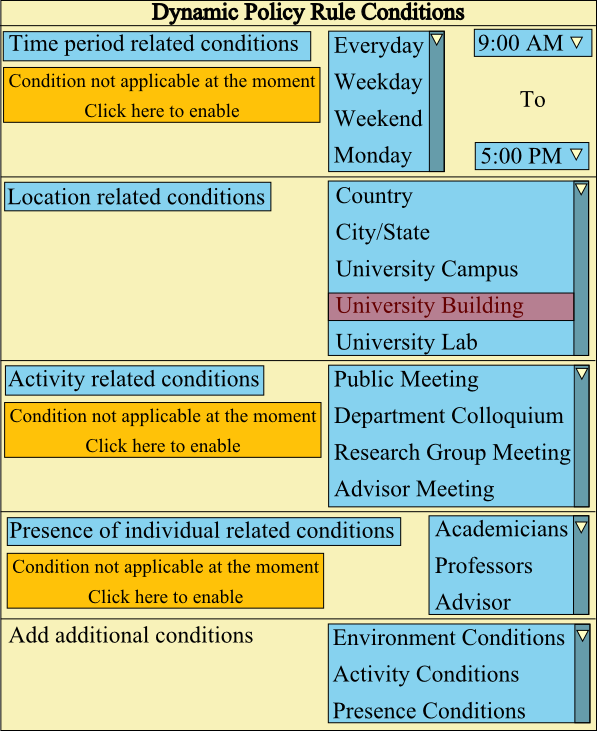 Dynamic Policy Rule Conditions
Time period related conditions
Condition not applicable at the moment
Click here to enable
Everyday
Weekday
Weekend
Monday
9:00 AM
To
5:00 PM
Location related conditions
Country
City/State
University Campus
University Building
University Lab
Activity related conditions
Condition not applicable at the moment
Click here to enable
Public Meeting
Department Colloquium
Research Group Meeting
Advisor Meeting
Presence of individual related conditions
Condition not applicable at the moment
Click here to enable
Academicians
Professors
Advisor
Add additional conditions
Environment Conditions
Activity Conditions
Presence Conditions